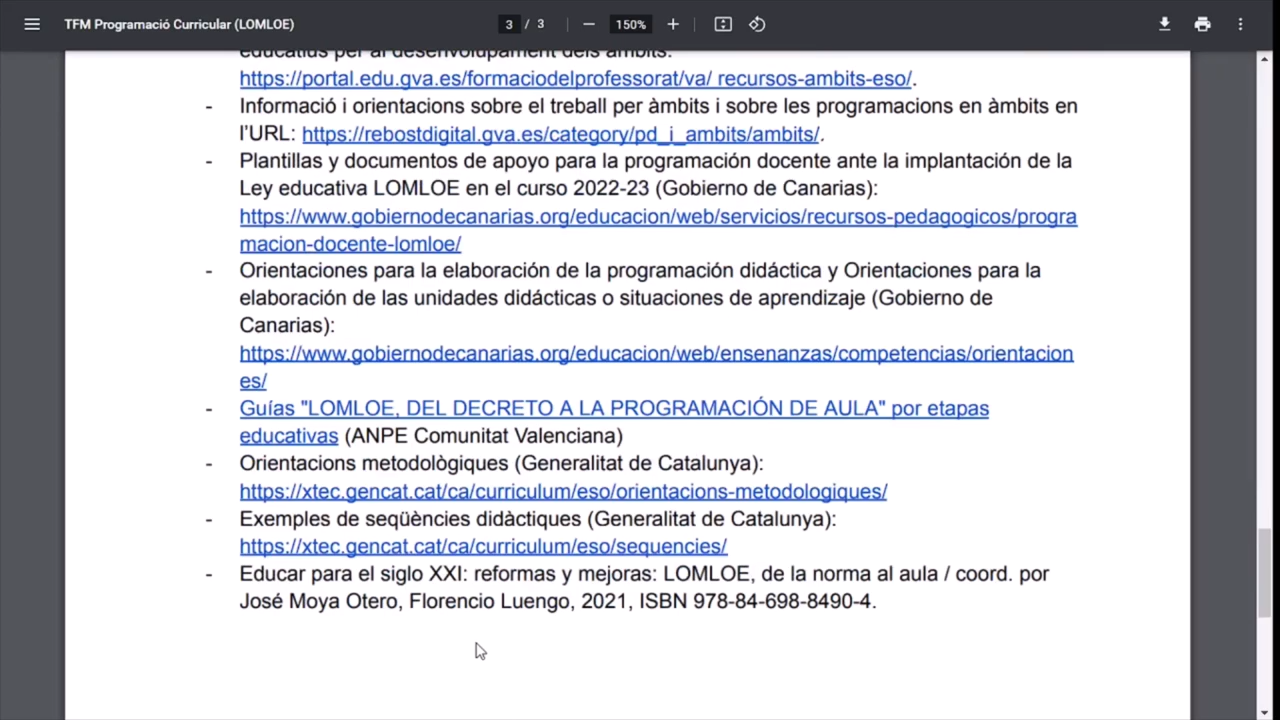 TFM Programació Curricular (LOMLOE)
3 / 3
150%
educatius per al desenvolupament dels àmbits:
https://portal.edu.gva.es/formaciodelprofessorat/va/ recursos-ambits-eso/.
- Informació i orientacions sobre el treball per àmbits i sobre les programacions en àmbits en
l'URL: https://rebostdigital.gva.es/category/pd_i_ambits/ambits/.
- Plantillas y documentos de apoyo para la programación docente ante la implantación de la
Ley educativa LOMLOE en el curso 2022-23 (Gobierno de Canarias):
https://www.gobiernodecanarias.org/educacion/web/servicios/recursos-pedagogicos/progra
macion-docente-lomloe/
- Orientaciones para la elaboración de la programación didáctica y Orientaciones para la
elaboración de las unidades didácticas o situaciones de aprendizaje (Gobierno de
Canarias):
https://www.gobiernodecanarias.org/educacion/web/ensenanzas/competencias/orientacion
es/
- Guías "LOMLOE, DEL DECRETO A LA PROGRAMACIÓN DE AULA" por etapas
educativas (ANPE Comunitat Valenciana)
- Orientacions metodològiques (Generalitat de Catalunya):
https://xtec.gencat.cat/ca/curriculum/eso/orientacions-metodologiques/
- Exemples de seqüències didàctiques (Generalitat de Catalunya):
https://xtec.gencat.cat/ca/curriculum/eso/sequencies/
- Educar para el siglo XXI: reformas y mejoras: LOMLOE, de la norma al aula / coord. por
José Moya Otero, Florencio Luengo, 2021, ISBN 978-84-698-8490-4.